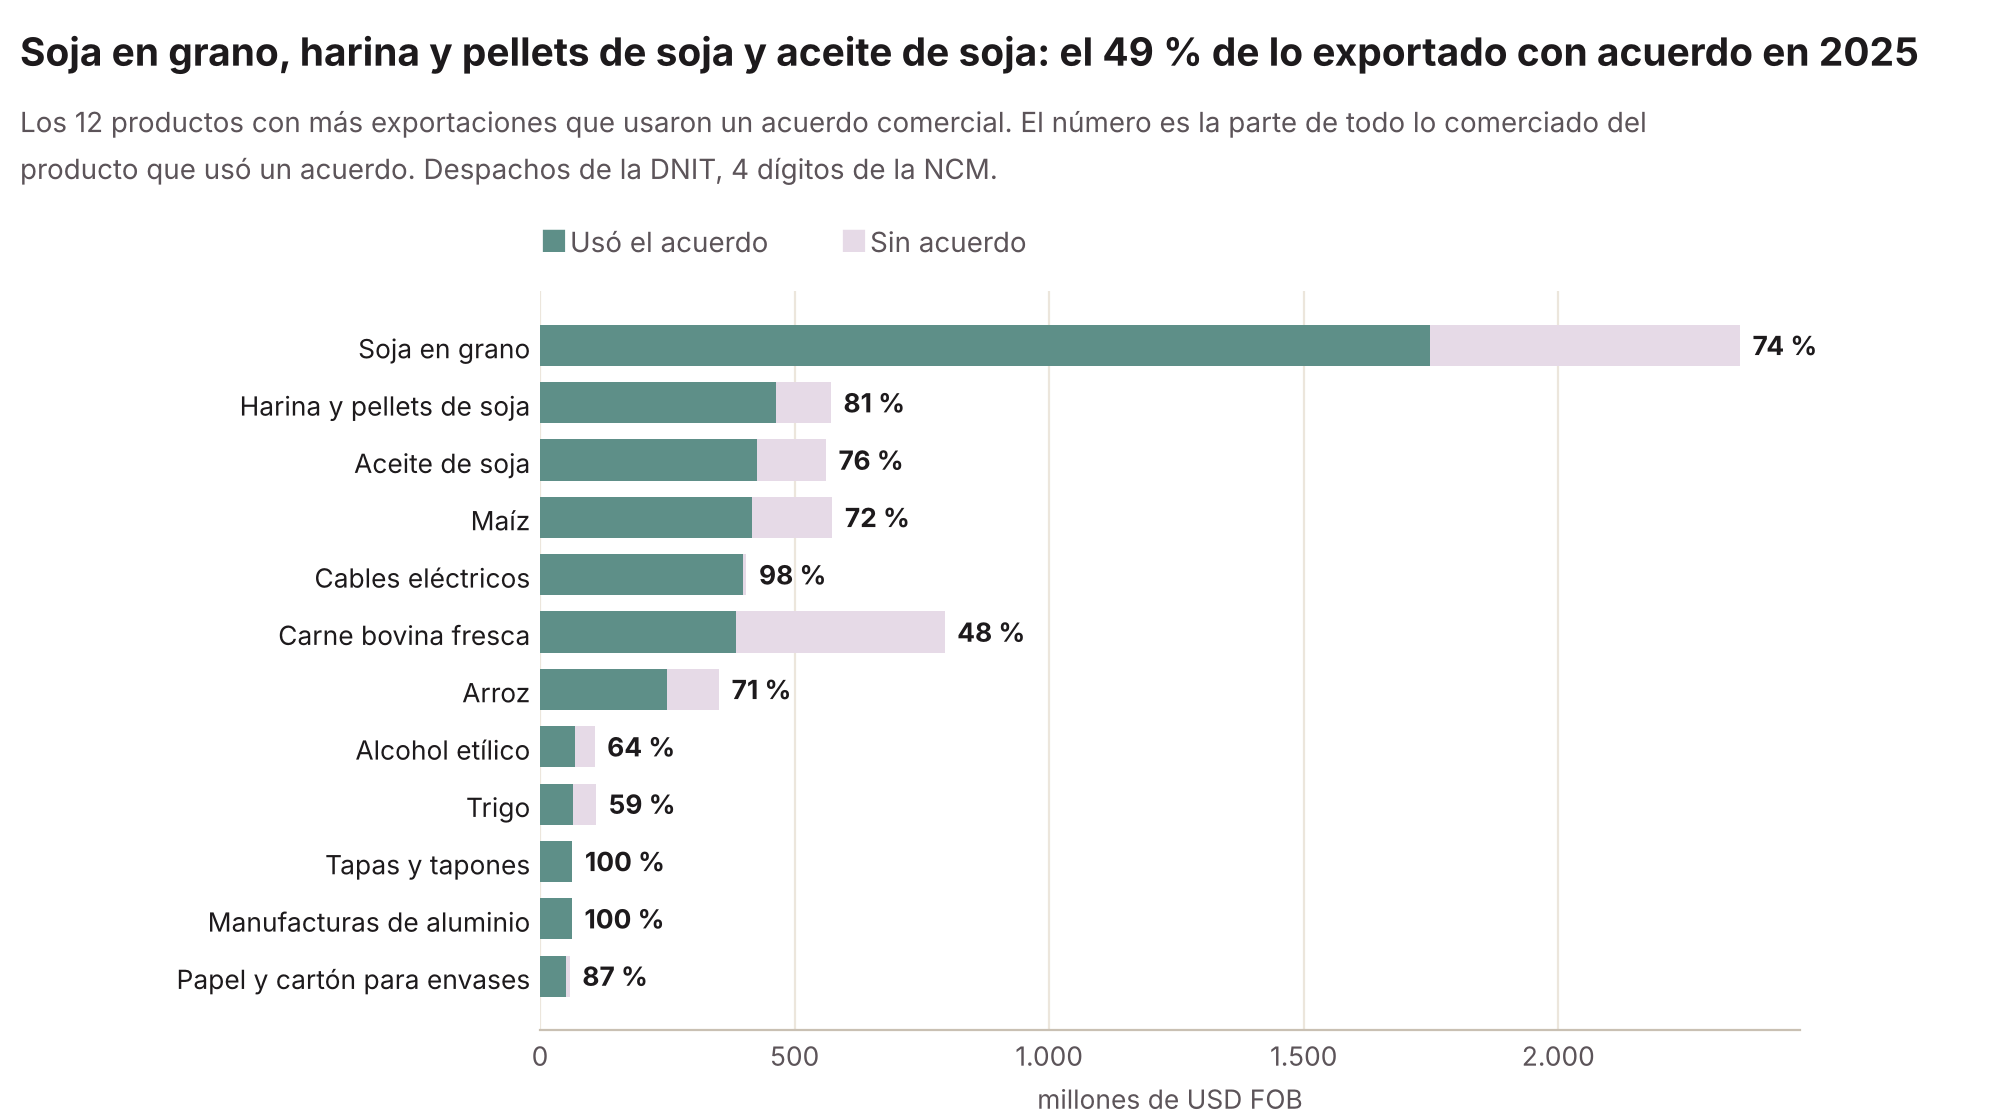 Soja en grano, harina y pellets de soja y aceite de soja: el 49 % de lo exportado con acuerdo en 2025
Los 12 productos con más exportaciones que usaron un acuerdo comercial. El número es la parte de todo lo comerciado del
producto que usó un acuerdo. Despachos de la DNIT, 4 dígitos de la NCM.
Usó el acuerdo Sin acuerdo
Soja en grano 74 %
Harina y pellets de soja 81 %
Aceite de soja 76 %
Maíz 72 %
Cables eléctricos 98 %
Carne bovina fresca 48 %
Arroz 71 %
Alcohol etílico 64 %
Trigo 59 %
Tapas y tapones 100 %
Manufacturas de aluminio 100 %
Papel y cartón para envases 87 %
0 500 1.000 1.500 2.000
millones de USD FOB